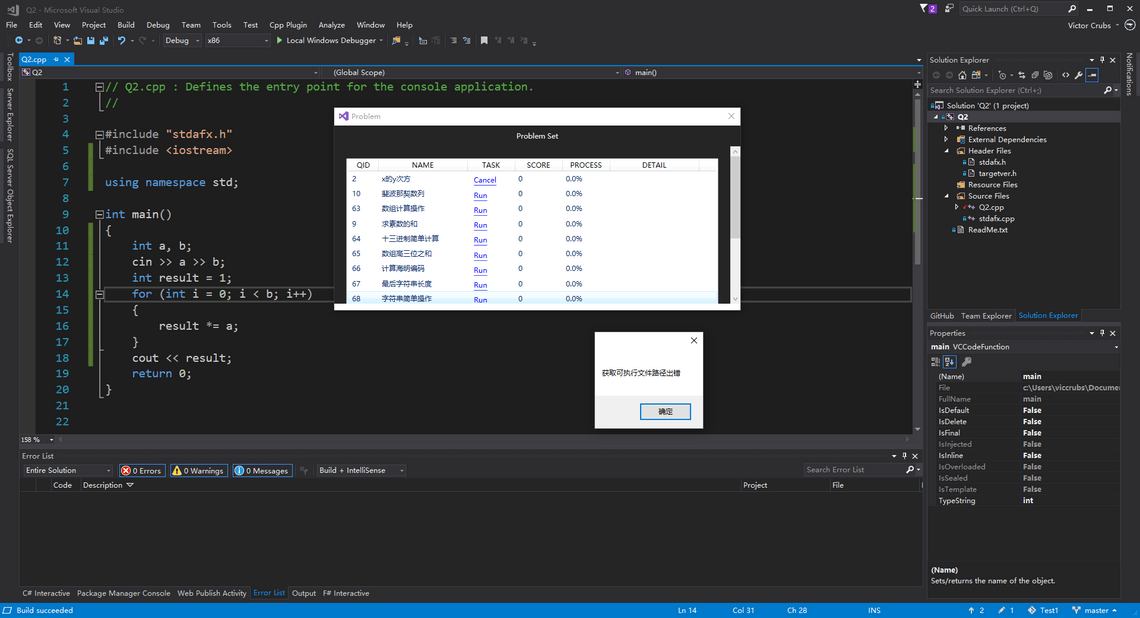 Q2 - Microsoft Visual Studio
2
Quick Launch (Ctrl+Q)
File Edit View Project Build Debug Team Tools Test Cpp Plugin Analyze Window Help
Victor Crubs
Debug x86 Local Windows Debugger
Toolbox
Server Explorer
SQL Server Object Explorer
Q2.cpp
Q2 (Global Scope) main()
1 // Q2.cpp : Defines the entry point for the console application.
2 //
3
4 #include "stdafx.h"
5 #include <iostream>
6
7 using namespace std;
8
9 int main()
10 {
11 int a, b;
12 cin >> a >> b;
13 int result = 1;
14 for (int i = 0; i < b; i++)
15 {
16 result *= a;
17 }
18 cout << result;
19 return 0;
20 }
21
22
158 %
Problem
Problem Set
QID NAME TASK SCORE PROCESS DETAIL
2 x的y次方 Cancel 0 0.0%
10 斐波那契数列 Run 0 0.0%
63 数组计算操作 Run 0 0.0%
9 求素数的和 Run 0 0.0%
64 十三进制简单计算 Run 0 0.0%
65 数组高三位之和 Run 0 0.0%
66 计算海明编码 Run 0 0.0%
67 最后字符串长度 Run 0 0.0%
68 字符串简单操作 Run 0 0.0%
获取可执行文件路径出错
确定
Solution Explorer
Search Solution Explorer (Ctrl+;)
Solution 'Q2' (1 project)
Q2
References
External Dependencies
Header Files
stdafx.h
targetver.h
Resource Files
Source Files
Q2.cpp
stdafx.cpp
ReadMe.txt
GitHub Team Explorer Solution Explorer
Notifications
Properties
main VCCodeFunction
(Name) main
File c:\Users\viccrubs\Documen
FullName main
IsDefault False
IsDelete False
IsFinal False
IsInjected False
IsInline False
IsOverloaded False
IsSealed False
IsTemplate False
TypeString int
(Name)
Sets/returns the name of the object.
Error List
Entire Solution 0 Errors 0 Warnings 0 Messages Build + IntelliSense Search Error List
Code Description Project File
C# Interactive Package Manager Console Web Publish Activity Error List Output F# Interactive
Build succeeded Ln 14 Col 31 Ch 28 INS 2 1 Test1 master